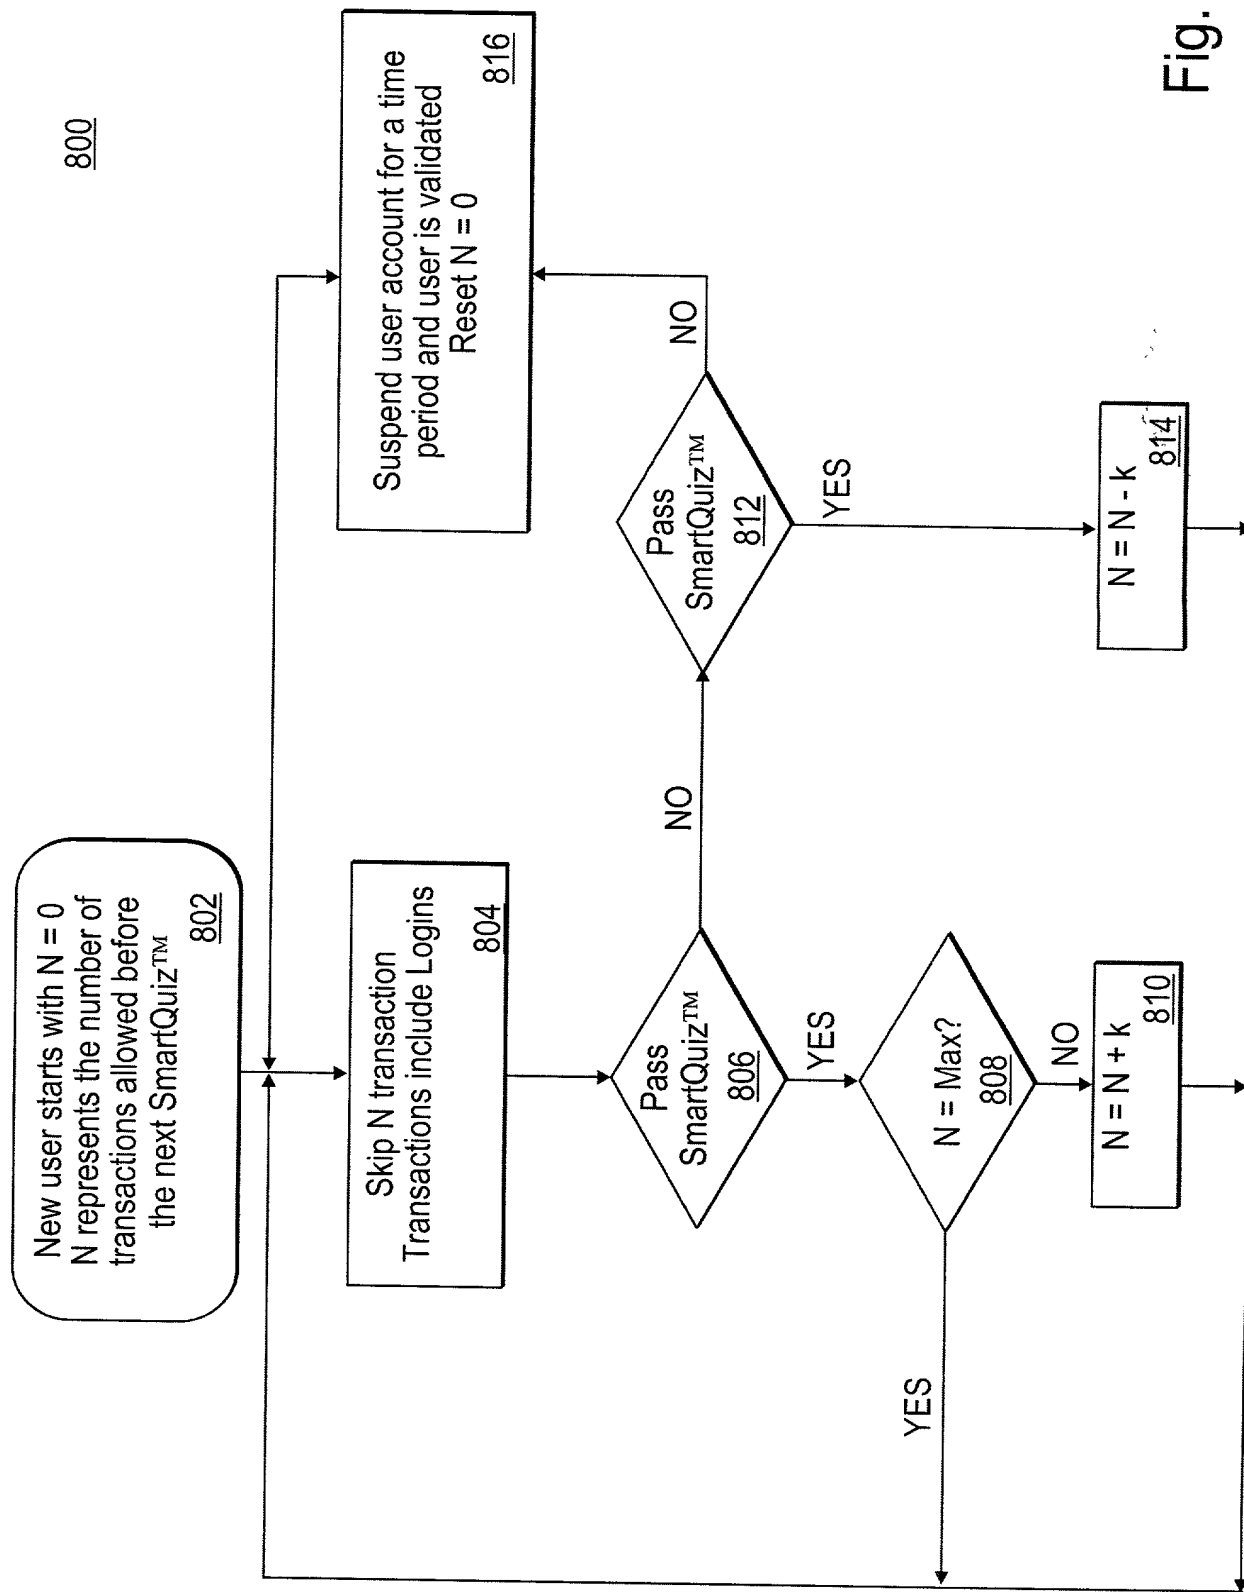 800
New user starts with N = 0
N represents the number of
transactions allowed before
the next SmartQuiz™
802
Skip N transaction
Transactions include Logins
804
Suspend user account for a time
period and user is validated
Reset N = 0
816
Pass
SmartQuiz™
806
NO
Pass
SmartQuiz™
812
NO
YES
YES
N = Max?
808
YES
NO
N = N + k
810
N = N - k
814
Fig.